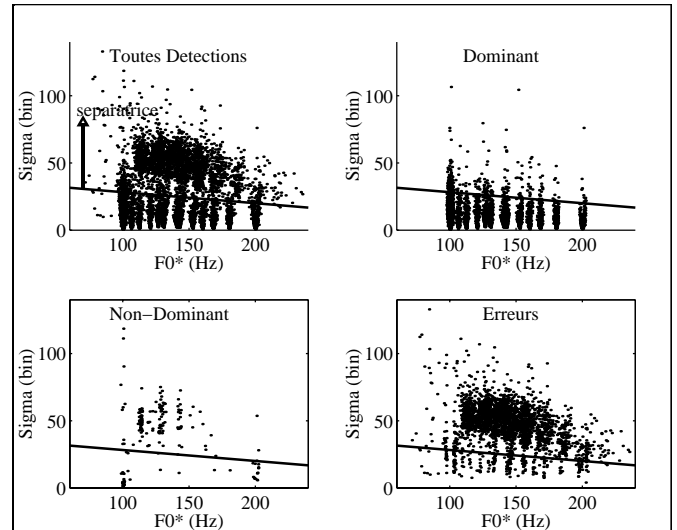 Toutes Detections
Sigma (bin)
100
50
0
separatrice
100 150 200
F0* (Hz)
Dominant
Sigma (bin)
100
50
0
100 150 200
F0* (Hz)
Non−Dominant
Sigma (bin)
100
50
0
100 150 200
F0* (Hz)
Erreurs
Sigma (bin)
100
50
0
100 150 200
F0* (Hz)